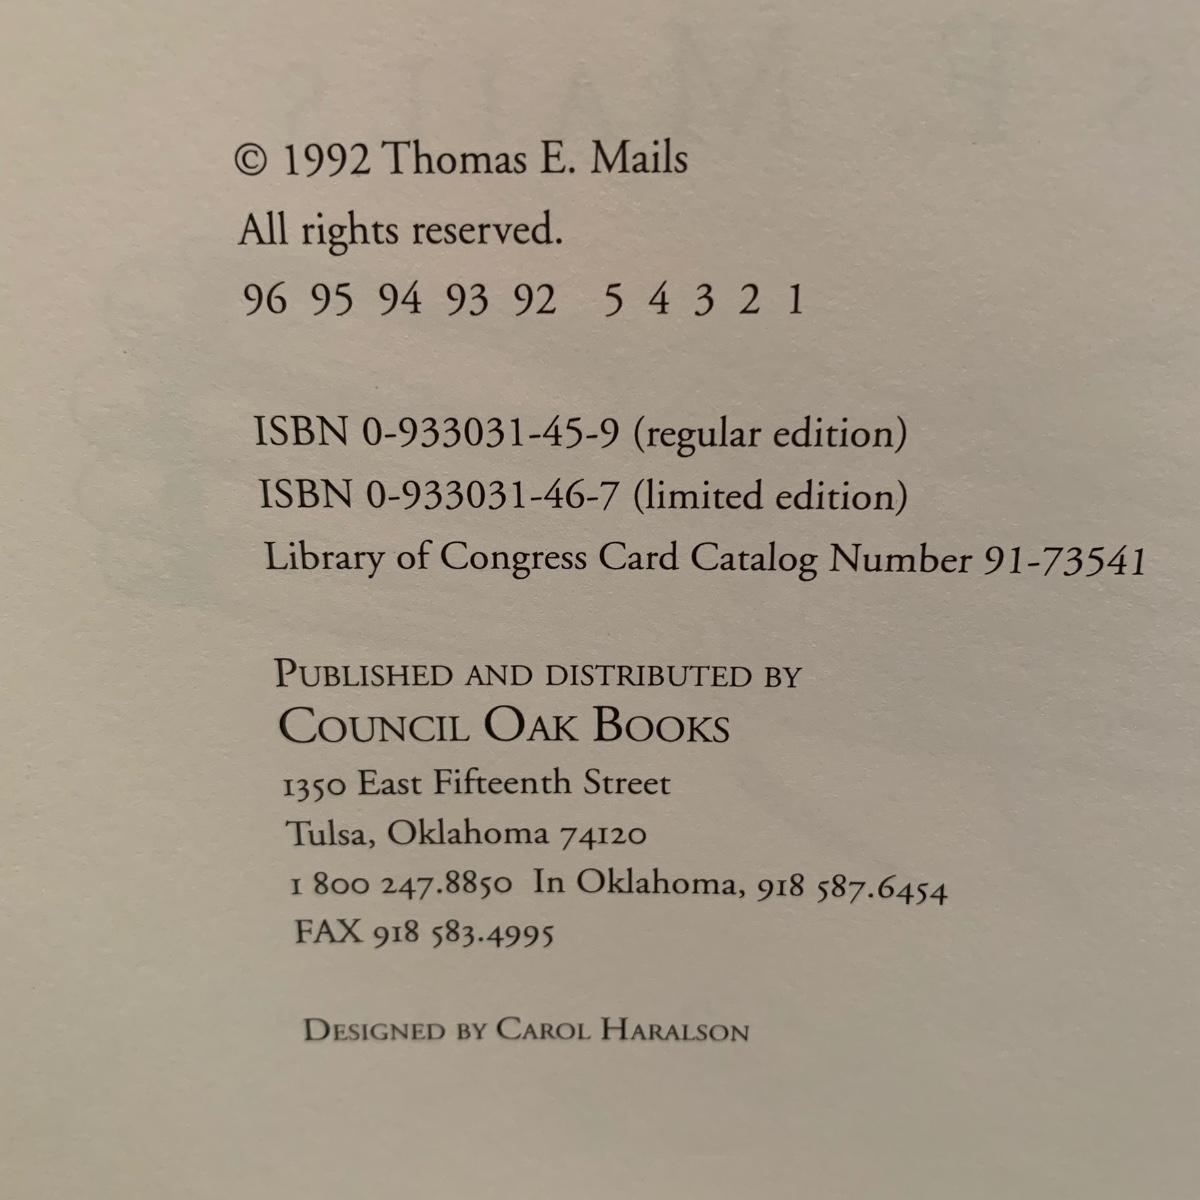 © 1992 Thomas E. Mails
All rights reserved.
96 95 94 93 92 5 4 3 2 1
ISBN 0-933031-45-9 (regular edition)
ISBN 0-933031-46-7 (limited edition)
Library of Congress Card Catalog Number 91-73541
PUBLISHED AND DISTRIBUTED BY
COUNCIL OAK BOOKS
1350 East Fifteenth Street
Tulsa, Oklahoma 74120
1 800 247.8850 In Oklahoma, 918 587.6454
FAX 918 583.4995
DESIGNED BY CAROL HARALSON